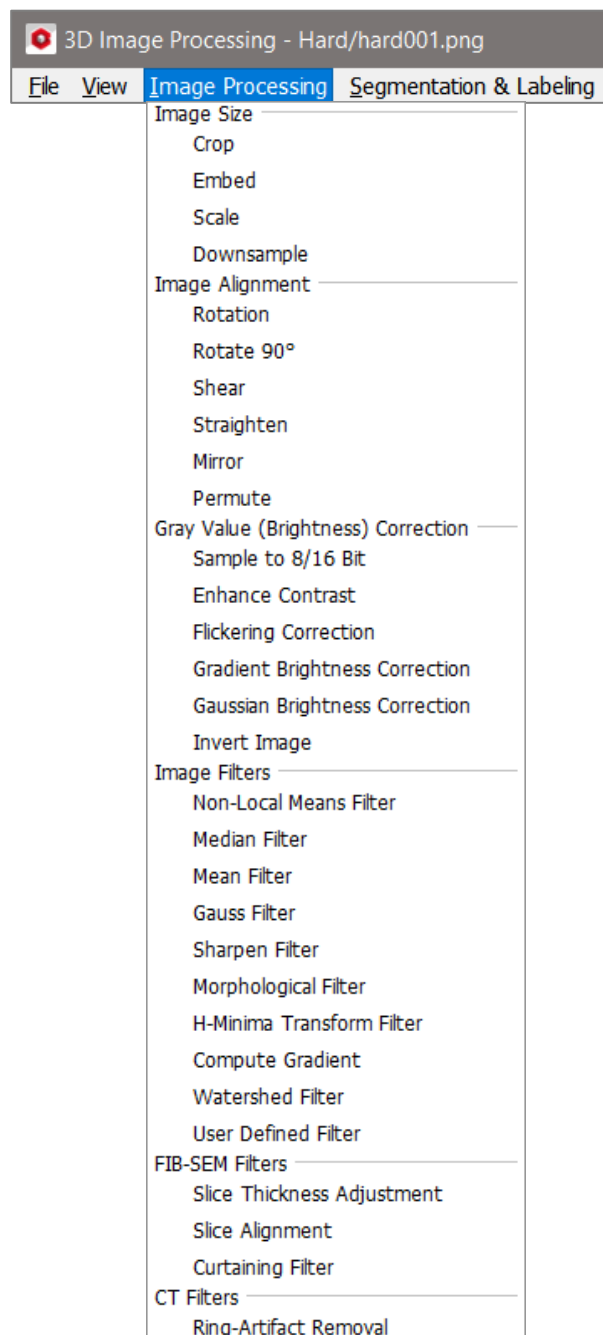 3D Image Processing - Hard/hard001.png
File View Image Processing Segmentation & Labeling
Image Size
Crop
Embed
Scale
Downsample
Image Alignment
Rotation
Rotate 90°
Shear
Straighten
Mirror
Permute
Gray Value (Brightness) Correction
Sample to 8/16 Bit
Enhance Contrast
Flickering Correction
Gradient Brightness Correction
Gaussian Brightness Correction
Invert Image
Image Filters
Non-Local Means Filter
Median Filter
Mean Filter
Gauss Filter
Sharpen Filter
Morphological Filter
H-Minima Transform Filter
Compute Gradient
Watershed Filter
User Defined Filter
FIB-SEM Filters
Slice Thickness Adjustment
Slice Alignment
Curtaining Filter
CT Filters
Ring-Artifact Removal